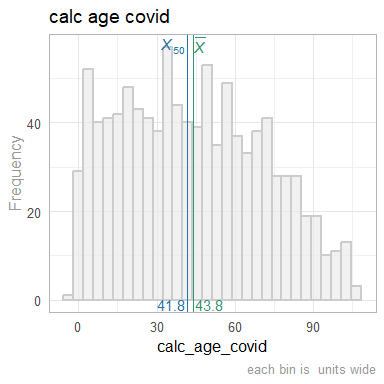 calc age covid
X50 X̅
Frequency
40
20
0
41.8 43.8
0 30 60 90
calc_age_covid
each bin is  units wide